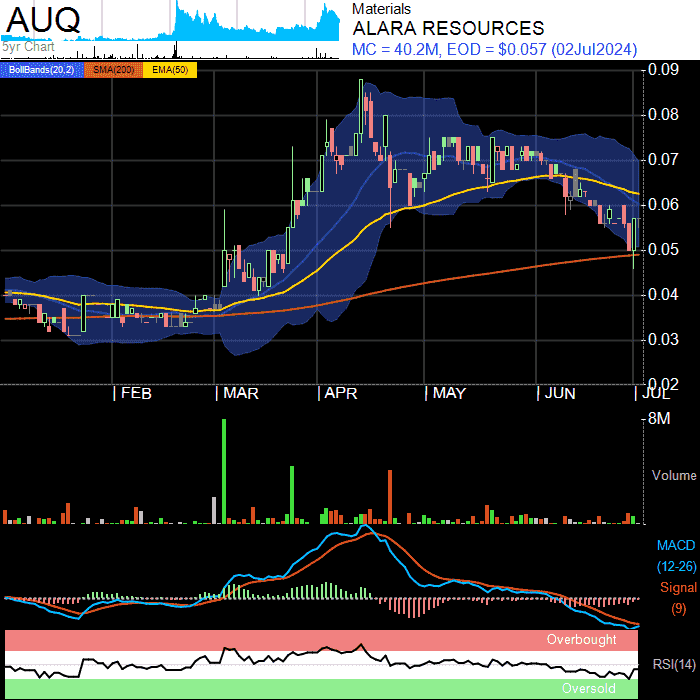 AUQ
5yr Chart
Materials
ALARA RESOURCES
MC = 40.2M, EOD = $0.057 (02Jul2024)
BollBands(20,2) SMA(200) EMA(50)
0.09
0.08
0.07
0.06
0.05
0.04
0.03
0.02
FEB MAR APR MAY JUN JUL
8M
Volume
MACD
(12-26)
Signal
(9)
Overbought
RSI(14)
Oversold